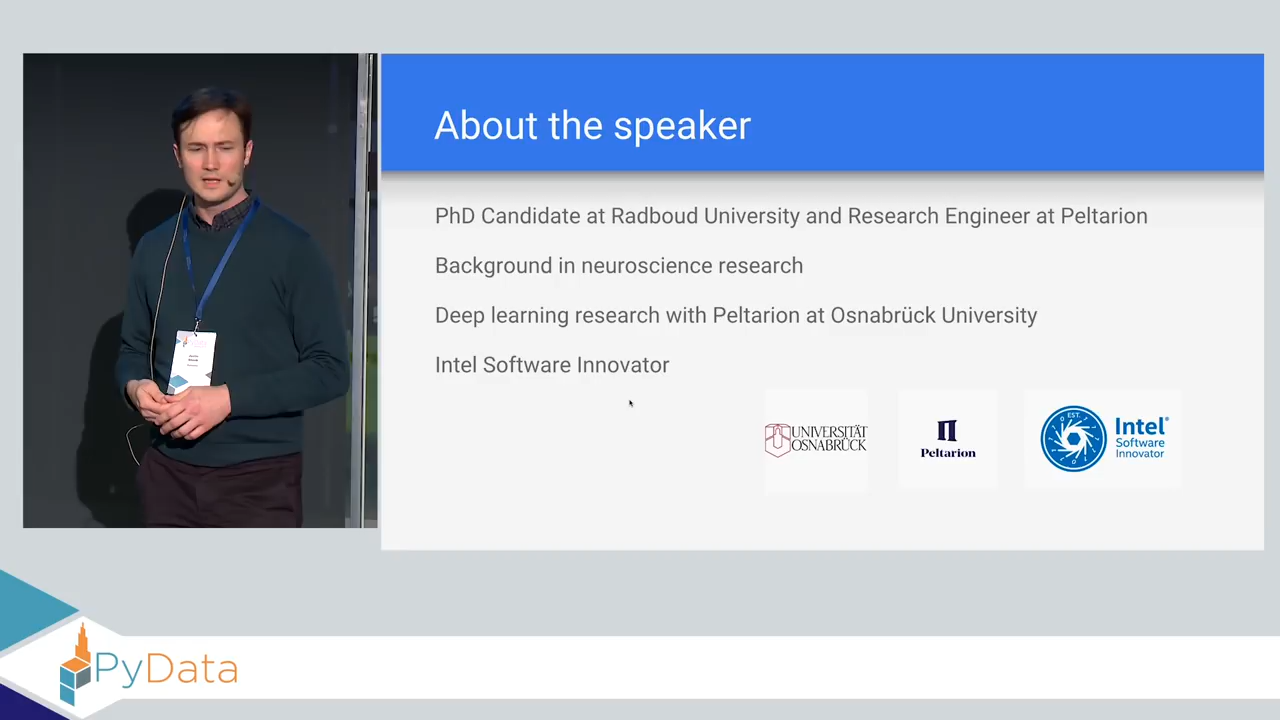 About the speaker
PhD Candidate at Radboud University and Research Engineer at Peltarion
Background in neuroscience research
Deep learning research with Peltarion at Osnabrück University
Intel Software Innovator
UNIVERSITÄT
OSNABRÜCK
Peltarion
EST.
Intel®
Software
Innovator
PyData